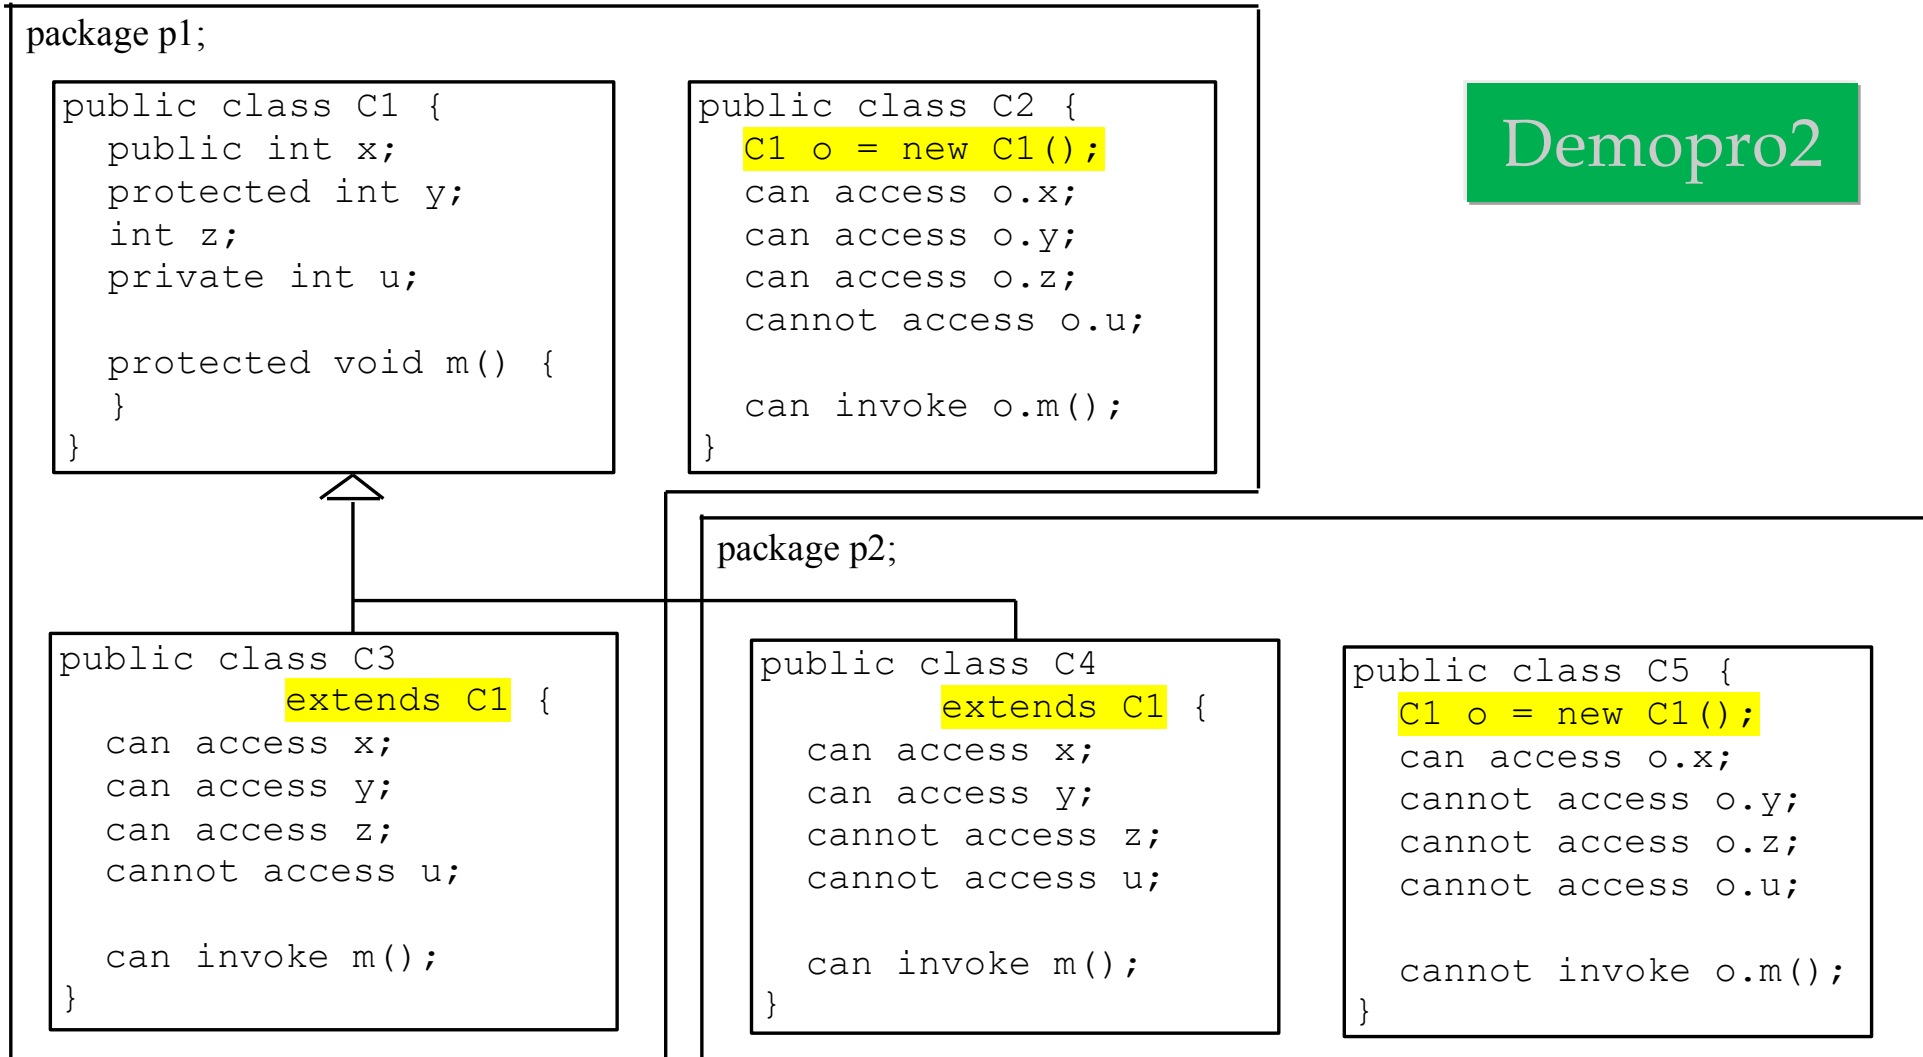 package p1;
public class C1 {
public int x;
protected int y;
int z;
private int u;
protected void m() {
}
}
public class C2 {
C1 o = new C1();
can access o.x;
can access o.y;
can access o.z;
cannot access o.u;
can invoke o.m();
}
Demopro2
public class C3
extends C1 {
can access x;
can access y;
can access z;
cannot access u;
can invoke m();
}
package p2;
public class C4
extends C1 {
can access x;
can access y;
cannot access z;
cannot access u;
can invoke m();
}
public class C5 {
C1 o = new C1();
can access o.x;
cannot access o.y;
cannot access o.z;
cannot access o.u;
cannot invoke o.m();
}